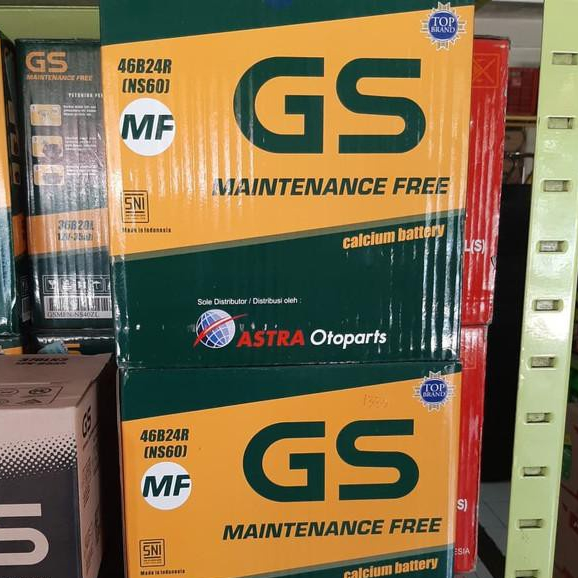 TOP
BRAND
46B24R
(NS60)
GS
MF
MAINTENANCE FREE
SNI
Made in Indonesia
calcium battery
Sole Distributor / Distribusi oleh :
ASTRA Otoparts
TOP
BRAND
46B24R
(NS60)
GS
MF
MAINTENANCE FREE
SNI
Made in Indonesia
calcium battery
GS
MAINTENANCE FREE
36B20L
L(S)
S)
ESIA
GS
S